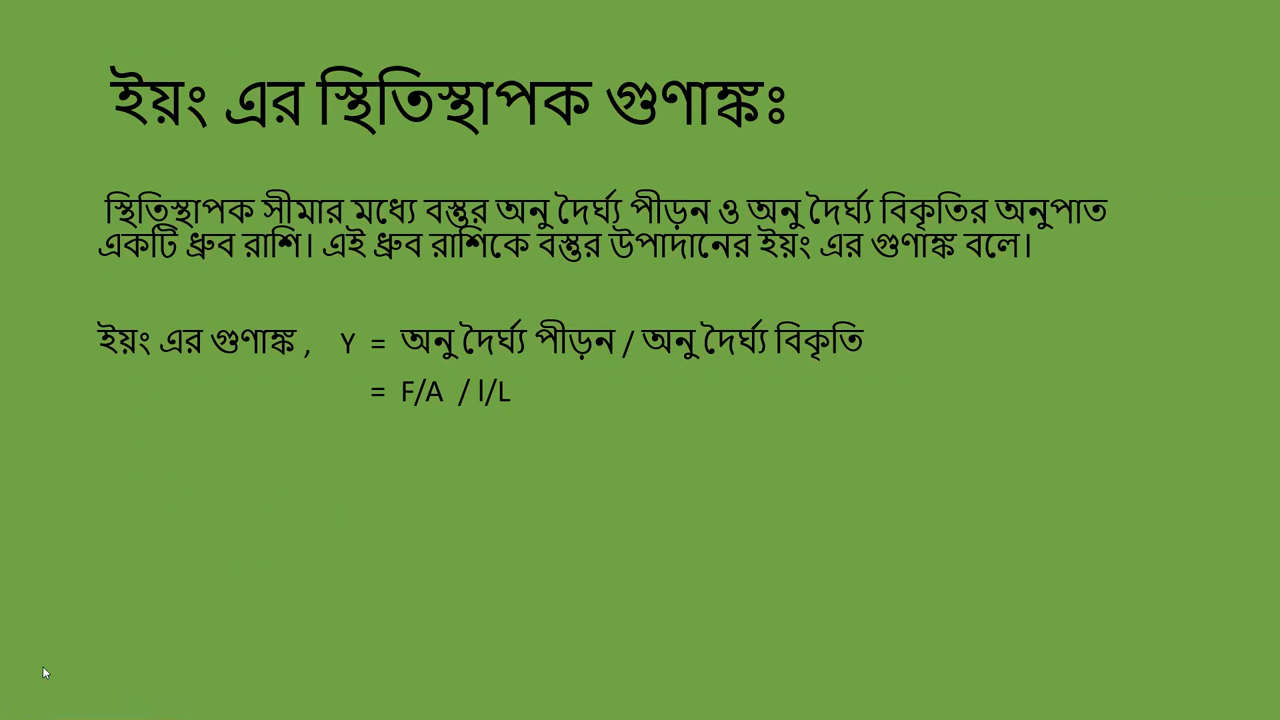 ইয়ং এর স্থিতিস্থাপক গুণাঙ্কঃ
স্থিতিস্থাপক সীমার মধ্যে বস্তুর অনু দৈর্ঘ্য পীড়ন ও অনু দৈর্ঘ্য বিকৃতির অনুপাত
একটি ধ্রুব রাশি। এই ধ্রুব রাশিকে বস্তুর উপাদানের ইয়ং এর গুণাঙ্ক বলে।
ইয়ং এর গুণাঙ্ক , Y = অনু দৈর্ঘ্য পীড়ন / অনু দৈর্ঘ্য বিকৃতি
= F/A / l/L